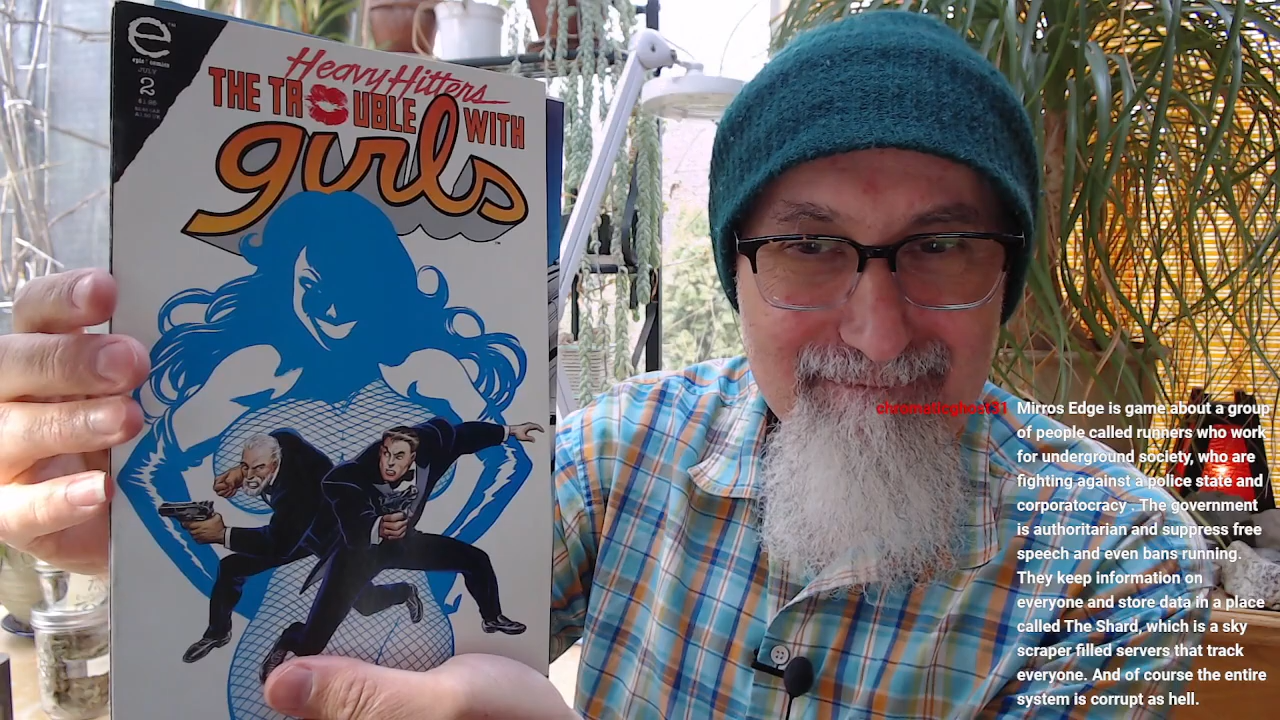 e
epic comics
JULY
2
Heavy Hitters
THE TROUBLE WITH
girls
chromaticghost31 Mirros Edge is game about a group
of people called runners who work
for underground society, who are
fighting against a police state and
corporatocracy . The government
is authoritarian and suppress free
speech and even bans running.
They keep information on
everyone and store data in a place
called The Shard, which is a sky
scraper filled servers that track
everyone. And of course the entire
system is corrupt as hell.